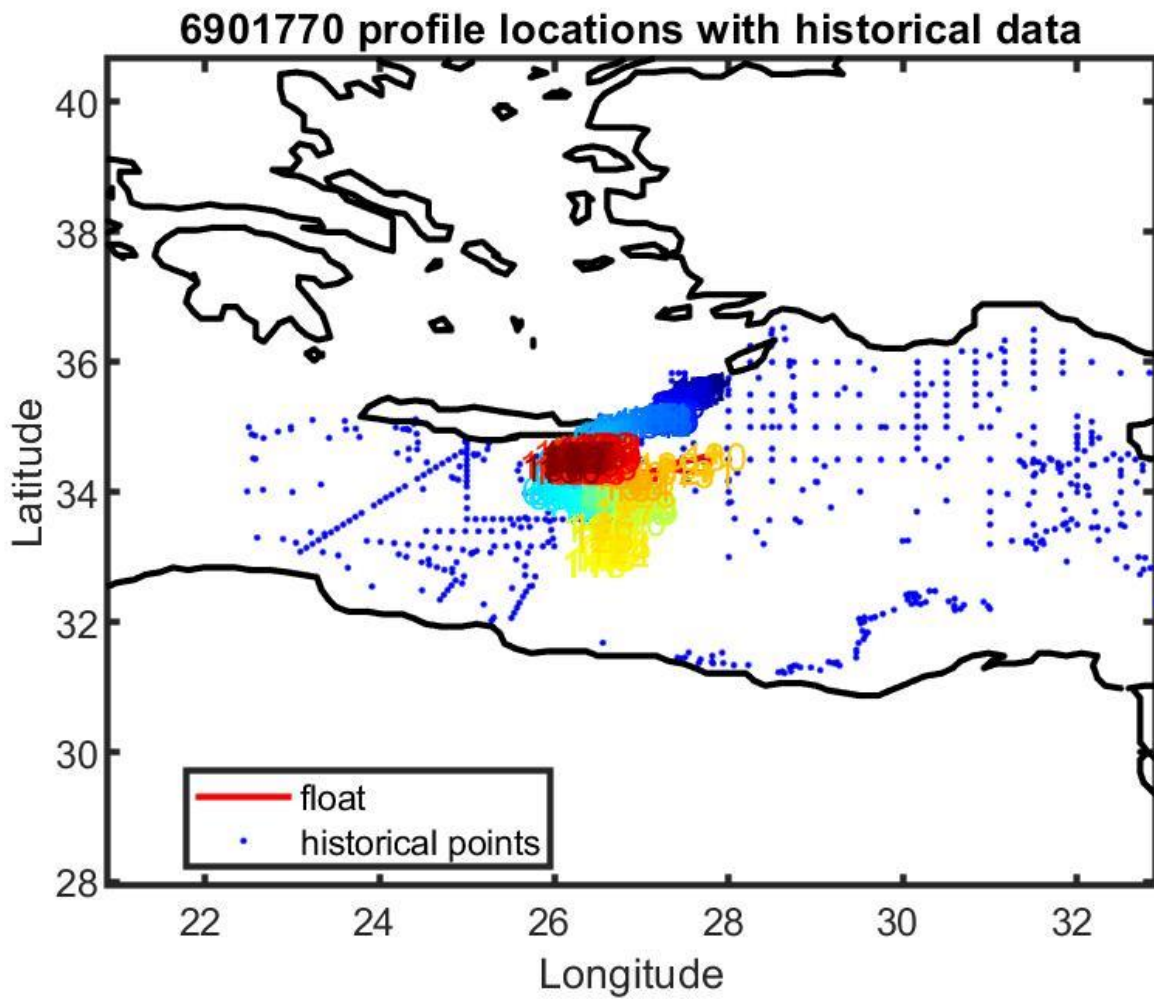 6901770 profile locations with historical data
40
38
36
34
32
30
28
Latitude
22
24
26
28
30
32
Longitude
float
historical points